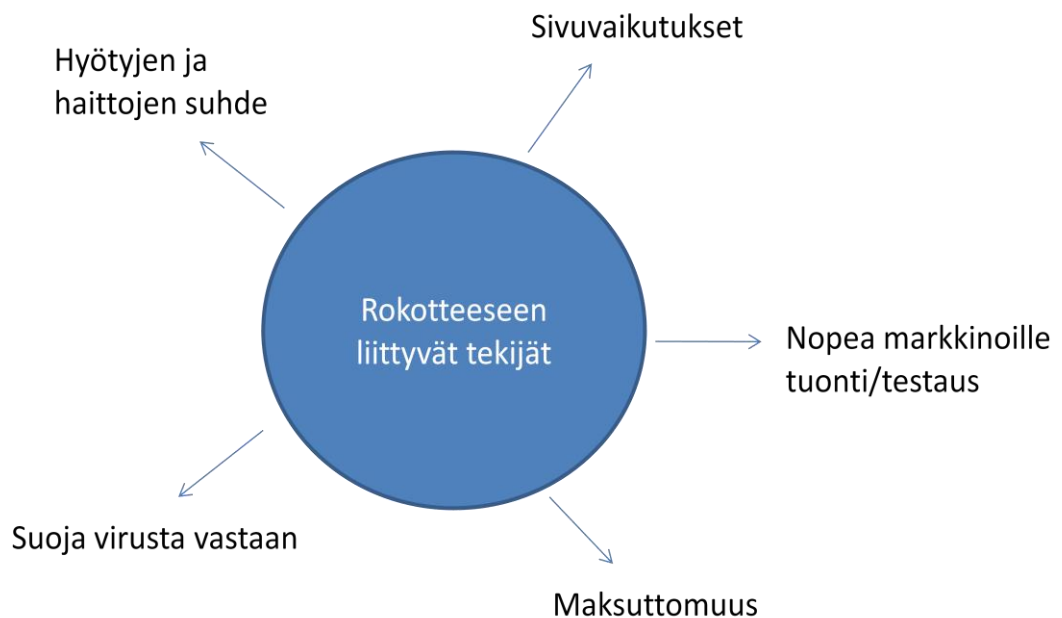 Sivuvaikutukset
Hyötyjen ja
haittojen suhde
Rokotteeseen
liittyvät tekijät
Nopea markkinoille
tuonti/testaus
Suoja virusta vastaan
Maksuttomuus